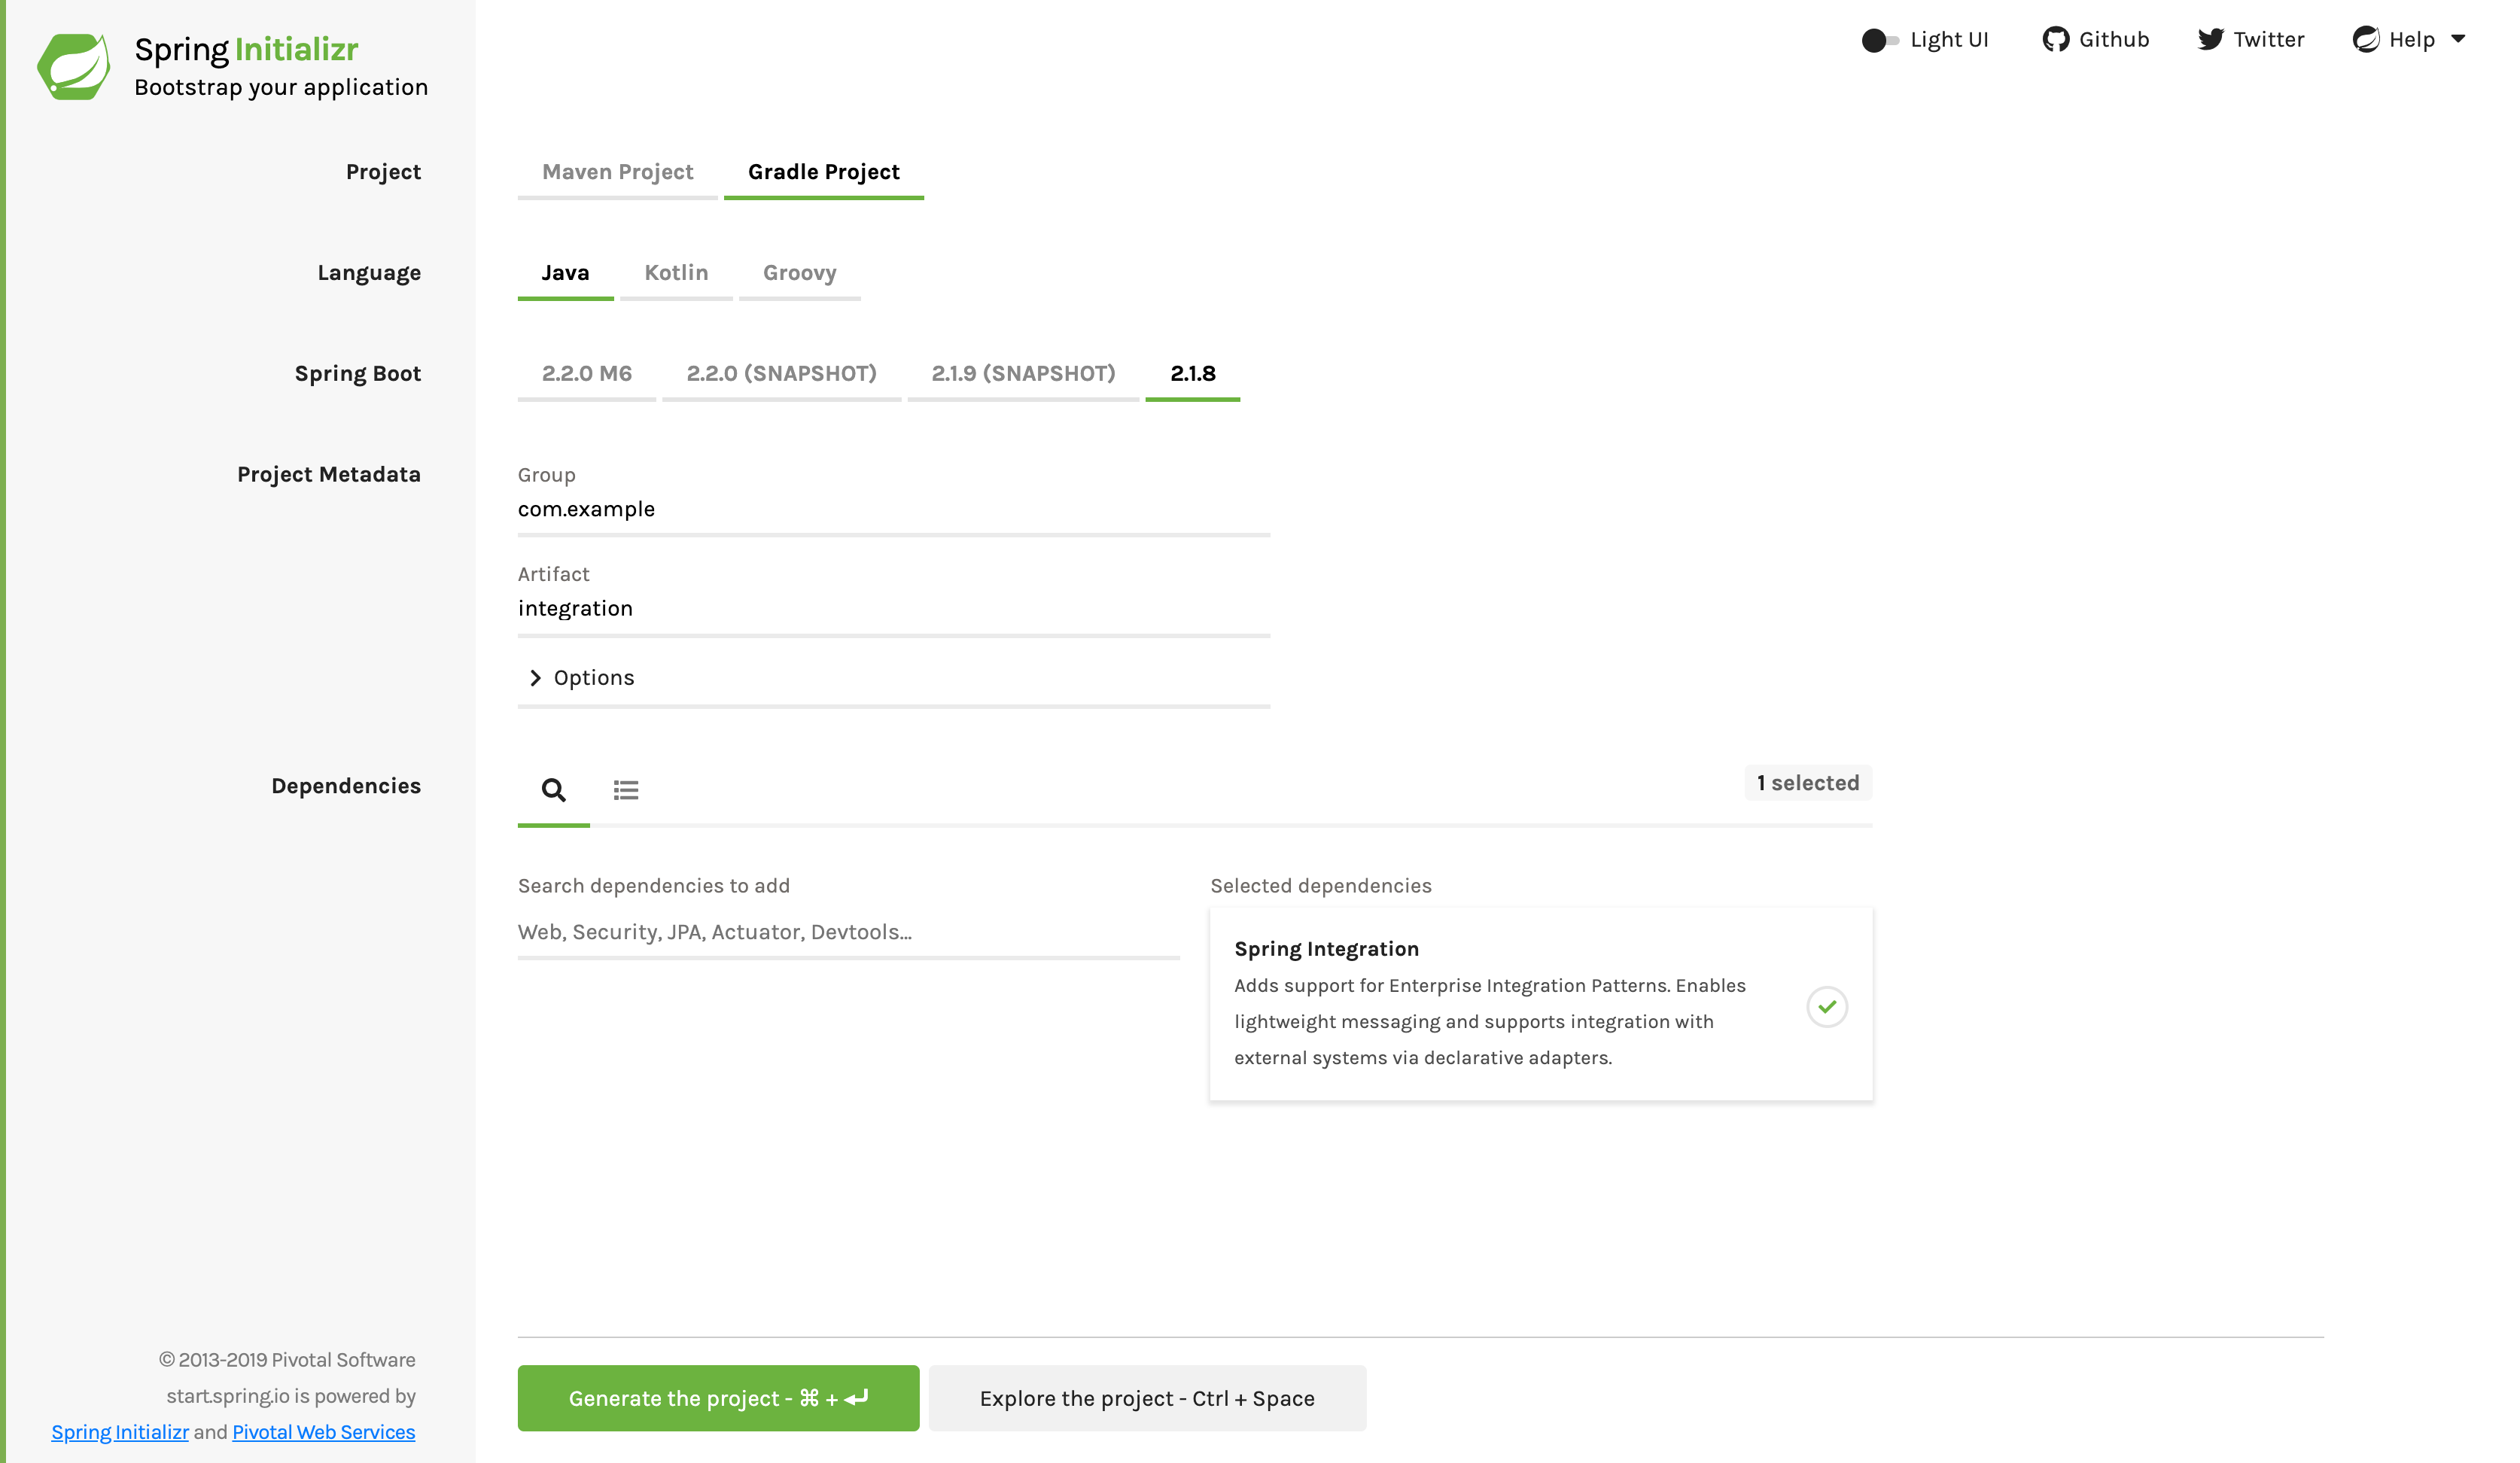 Spring Initializr
Bootstrap your application
Light UI
Github
Twitter
Help
Project
Maven Project
Gradle Project
Language
Java
Kotlin
Groovy
Spring Boot
2.2.0 M6
2.2.0 (SNAPSHOT)
2.1.9 (SNAPSHOT)
2.1.8
Project Metadata
Group
com.example
Artifact
integration
Options
Dependencies
1 selected
Search dependencies to add
Web, Security, JPA, Actuator, Devtools...
Selected dependencies
Spring Integration
Adds support for Enterprise Integration Patterns. Enables
lightweight messaging and supports integration with
external systems via declarative adapters.
© 2013-2019 Pivotal Software
start.spring.io is powered by
Spring Initializr and Pivotal Web Services
Generate the project - ⌘ + ↵
Explore the project - Ctrl + Space